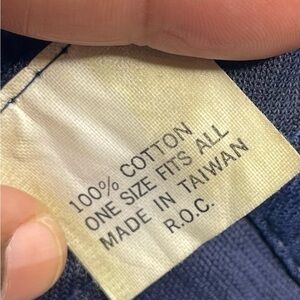 100% COTTON
ONE SIZE FITS ALL
MADE IN TAIWAN
R.O.C.